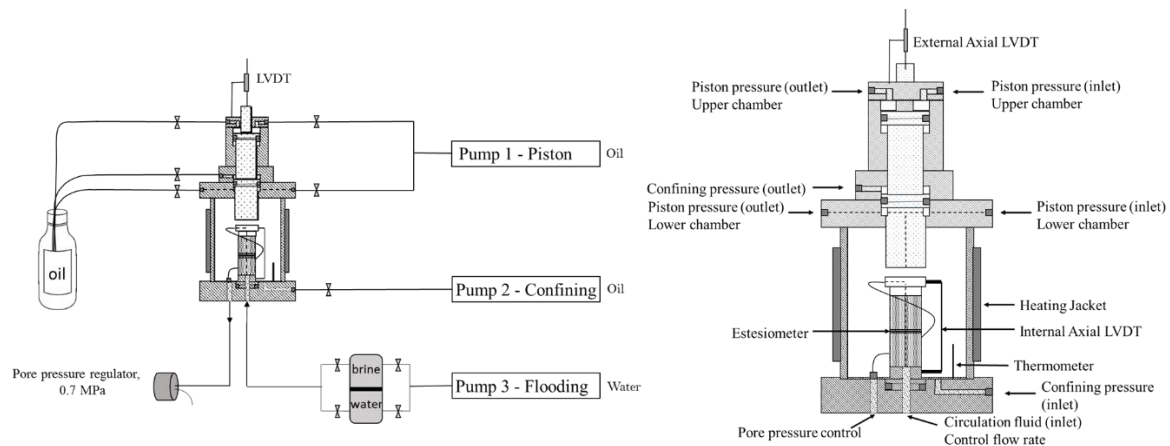 LVDT
Pump 1 - Piston
Oil
oil
Pump 2 - Confining
Oil
Pore pressure regulator,
0.7 MPa
brine
water
Pump 3 - Flooding
Water
External Axial LVDT
Piston pressure (outlet)
Upper chamber
Piston pressure (inlet)
Upper chamber
Confining pressure (outlet)
Piston pressure (outlet)
Lower chamber
Piston pressure (inlet)
Lower chamber
Heating Jacket
Estesiometer
Internal Axial LVDT
Thermometer
Confining pressure
(inlet)
Pore pressure control
Circulation fluid (inlet)
Control flow rate